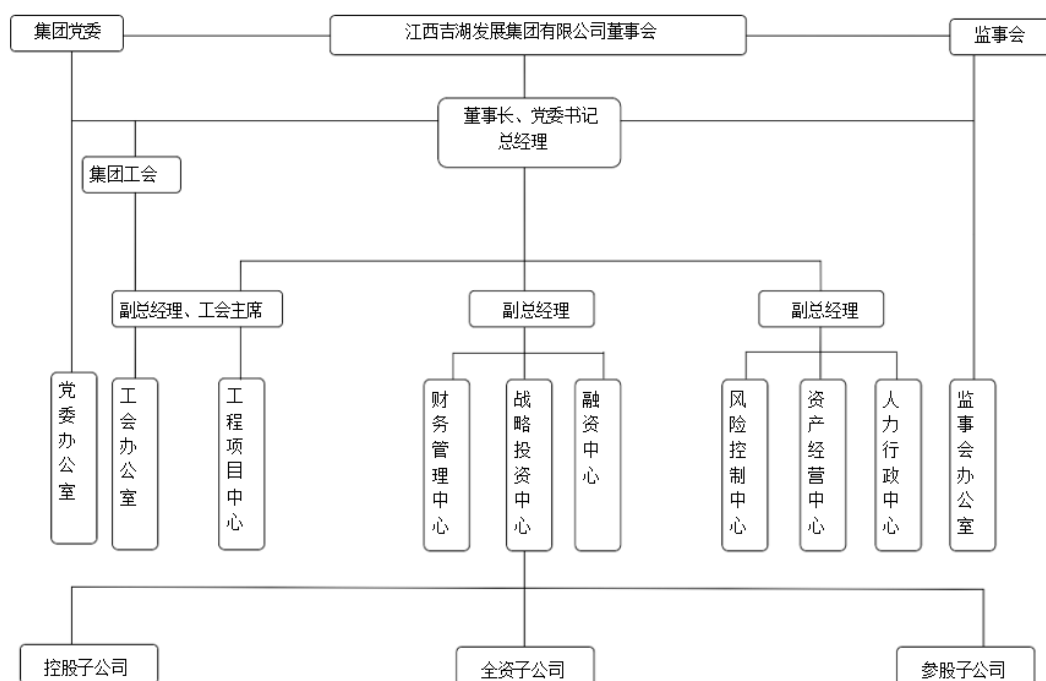 集团党委
江西吉湖发展集团有限公司董事会
监事会
董事长、党委书记
总经理
集团工会
副总经理、工会主席
副总经理
副总经理
党委办公室
工会办公室
工程项目中心
财务管理中心
战略投资中心
融资中心
风险控制中心
资产经营中心
人力行政中心
监事会办公室
控股子公司
全资子公司
参股子公司